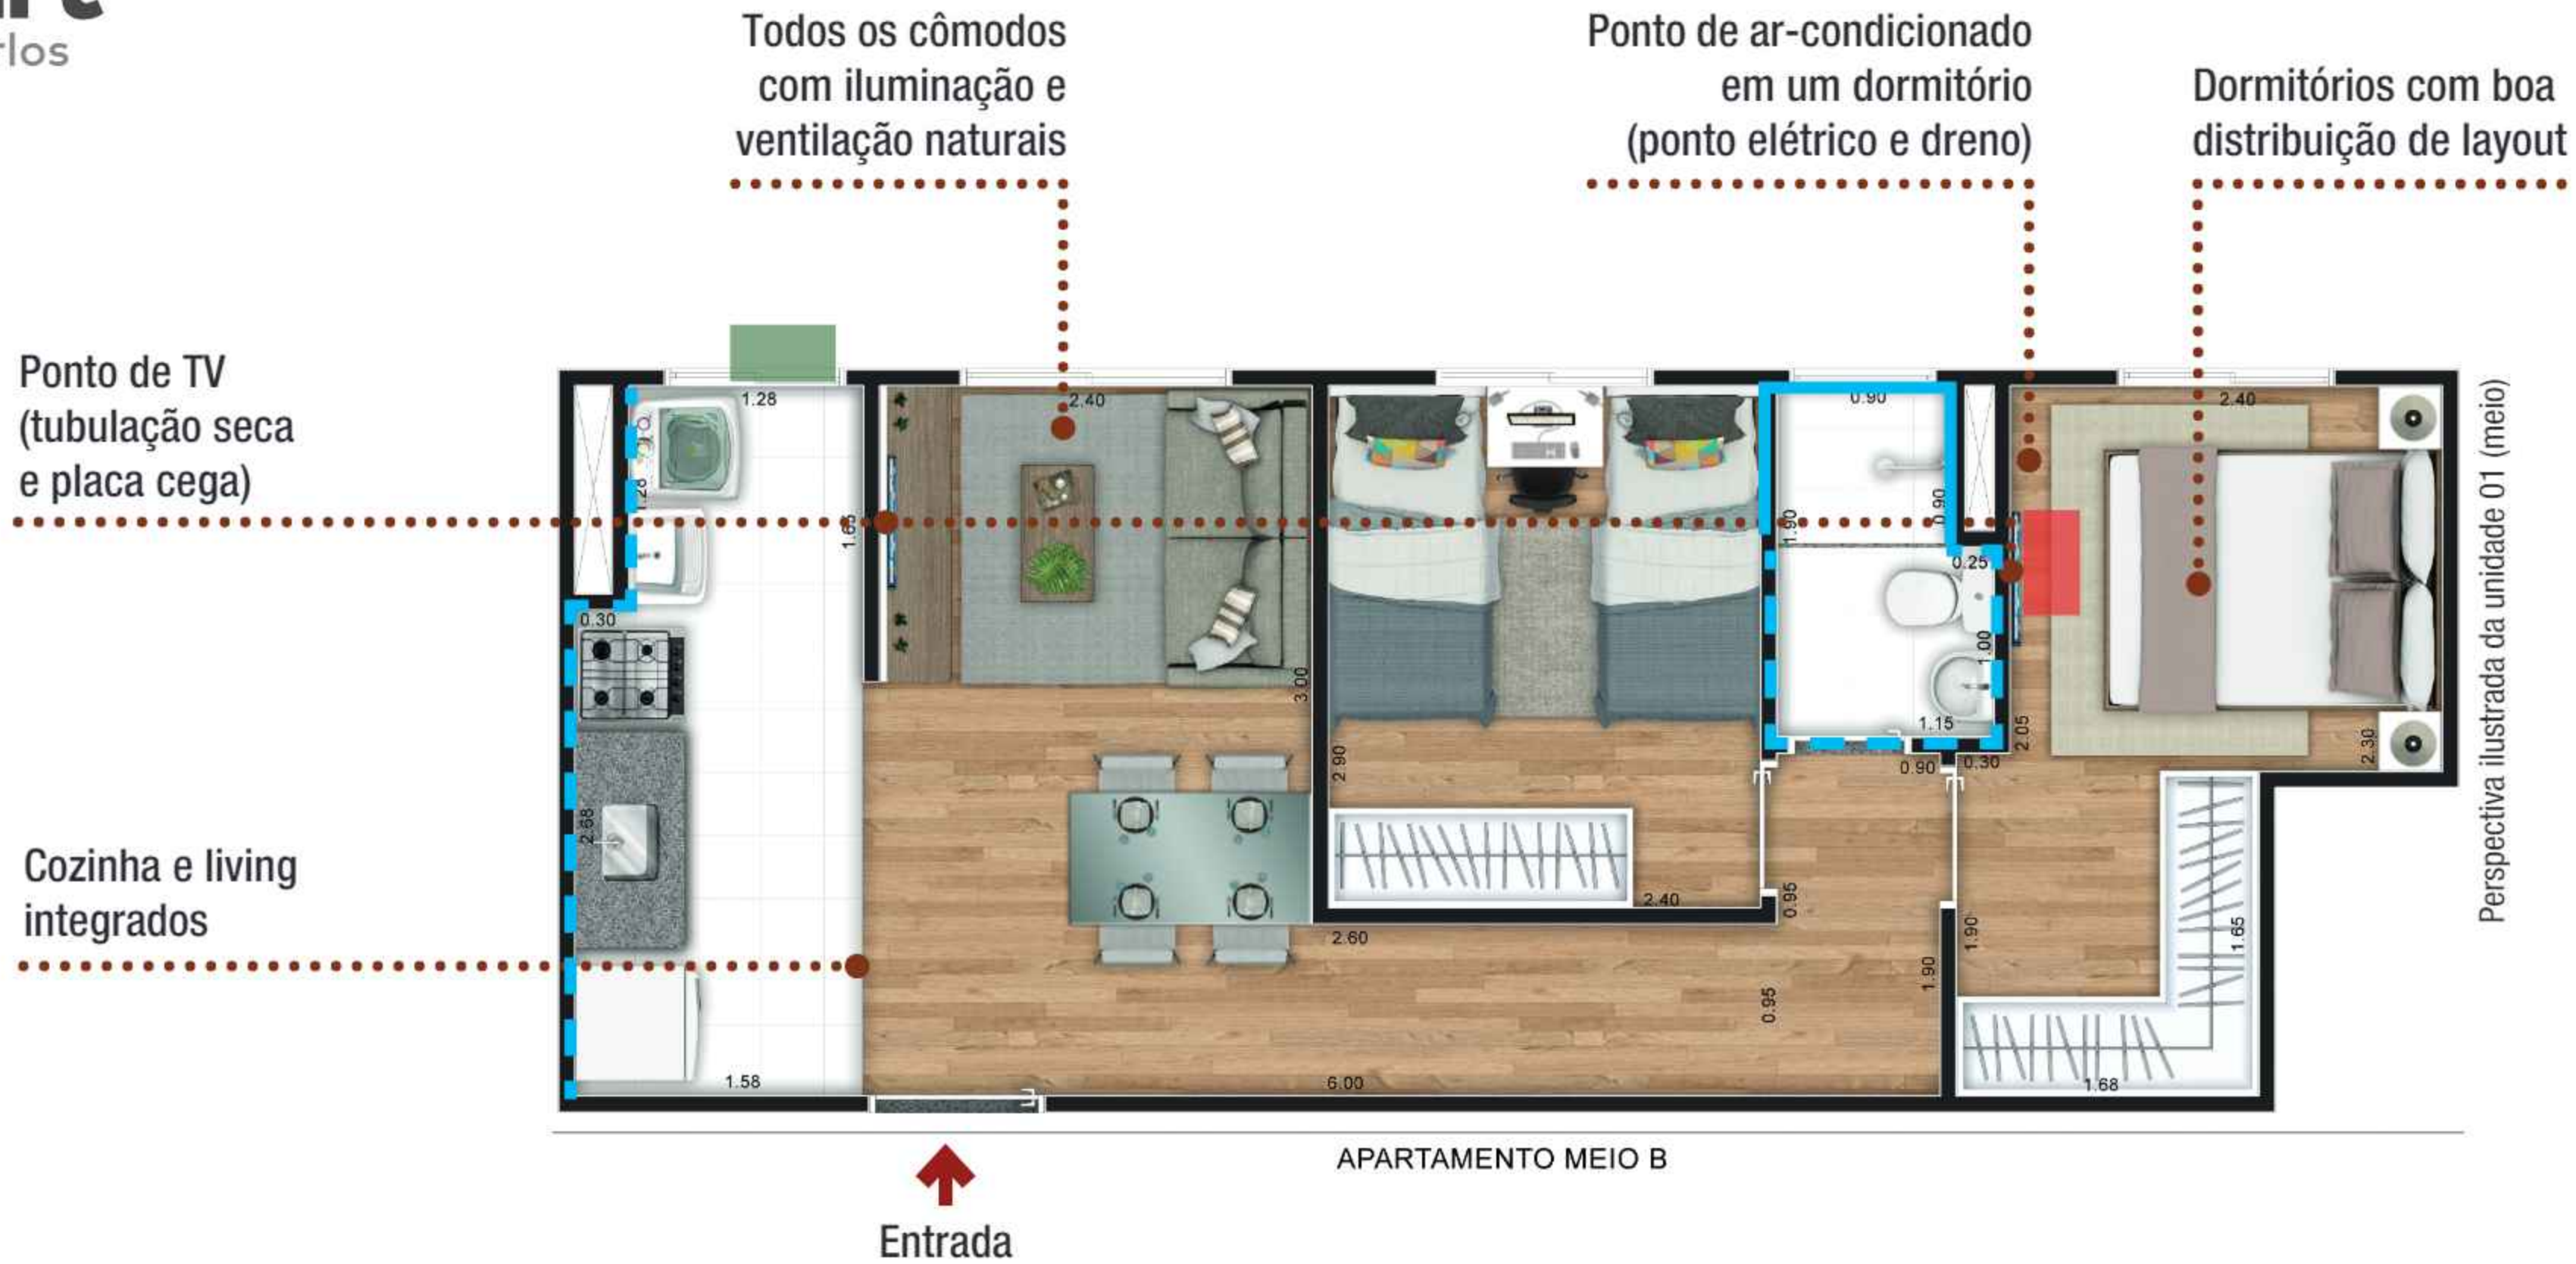 rlos
Todos os cômodos
com iluminação e
ventilação naturais
Ponto de ar-condicionado
em um dormitório
(ponto elétrico e dreno)
Dormitórios com boa
distribuição de layout
Ponto de TV
(tubulação seca
e placa cega)
Cozinha e living
integrados
1.28
2.40
0.90
2.40
1.28
1.65
1.90
0.90
0.25
0.30
1.00
3.00
1.15
2.05
2.30
2.90
0.90
0.30
2.68
2.40
0.95
2.60
1.90
1.65
1.90
0.95
1.58
6.00
1.68
Perspectiva ilustrada da unidade 01 (meio)
APARTAMENTO MEIO B
Entrada